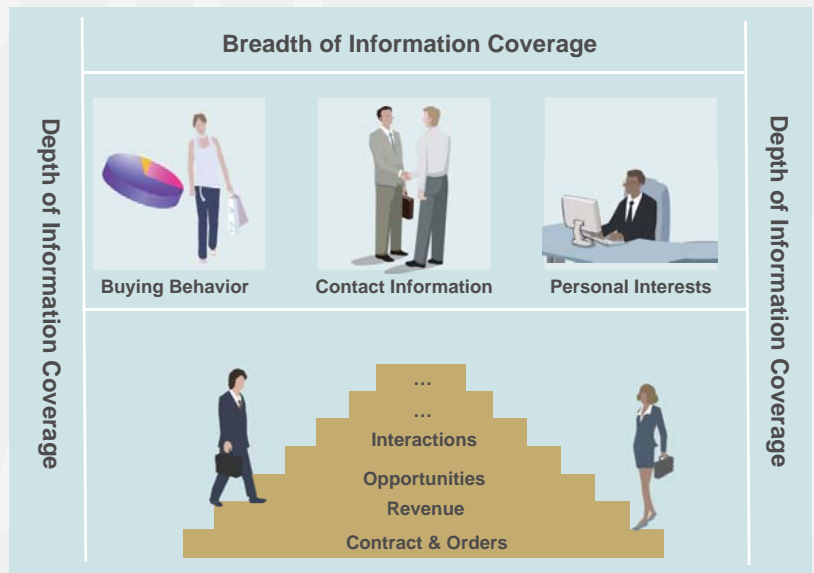 Breadth of Information Coverage
Depth of Information Coverage
Buying Behavior
Contact Information
Personal Interests
Depth of Information Coverage
…
…
Interactions
Opportunities
Revenue
Contract & Orders